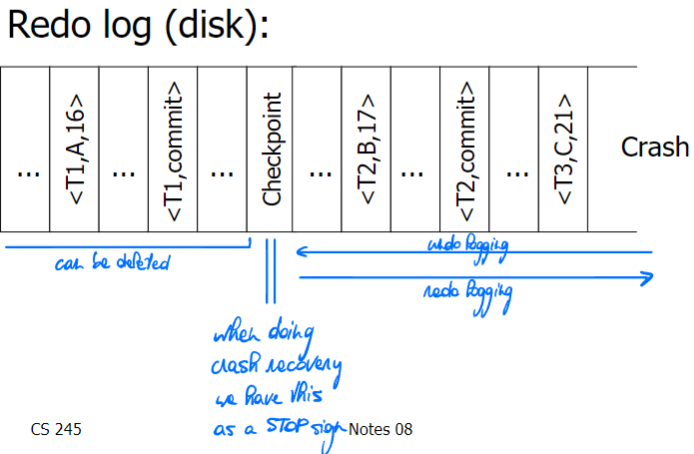 Redo log (disk):
... <T1,A,16> ... <T1,commit> ... Checkpoint ... <T2,B,17> ... <T2,commit> ... <T3,C,21> Crash
can be deleted
undo logging
redo logging
when doing
crash recovery
we have this
as a STOP sign
CS 245
Notes 08